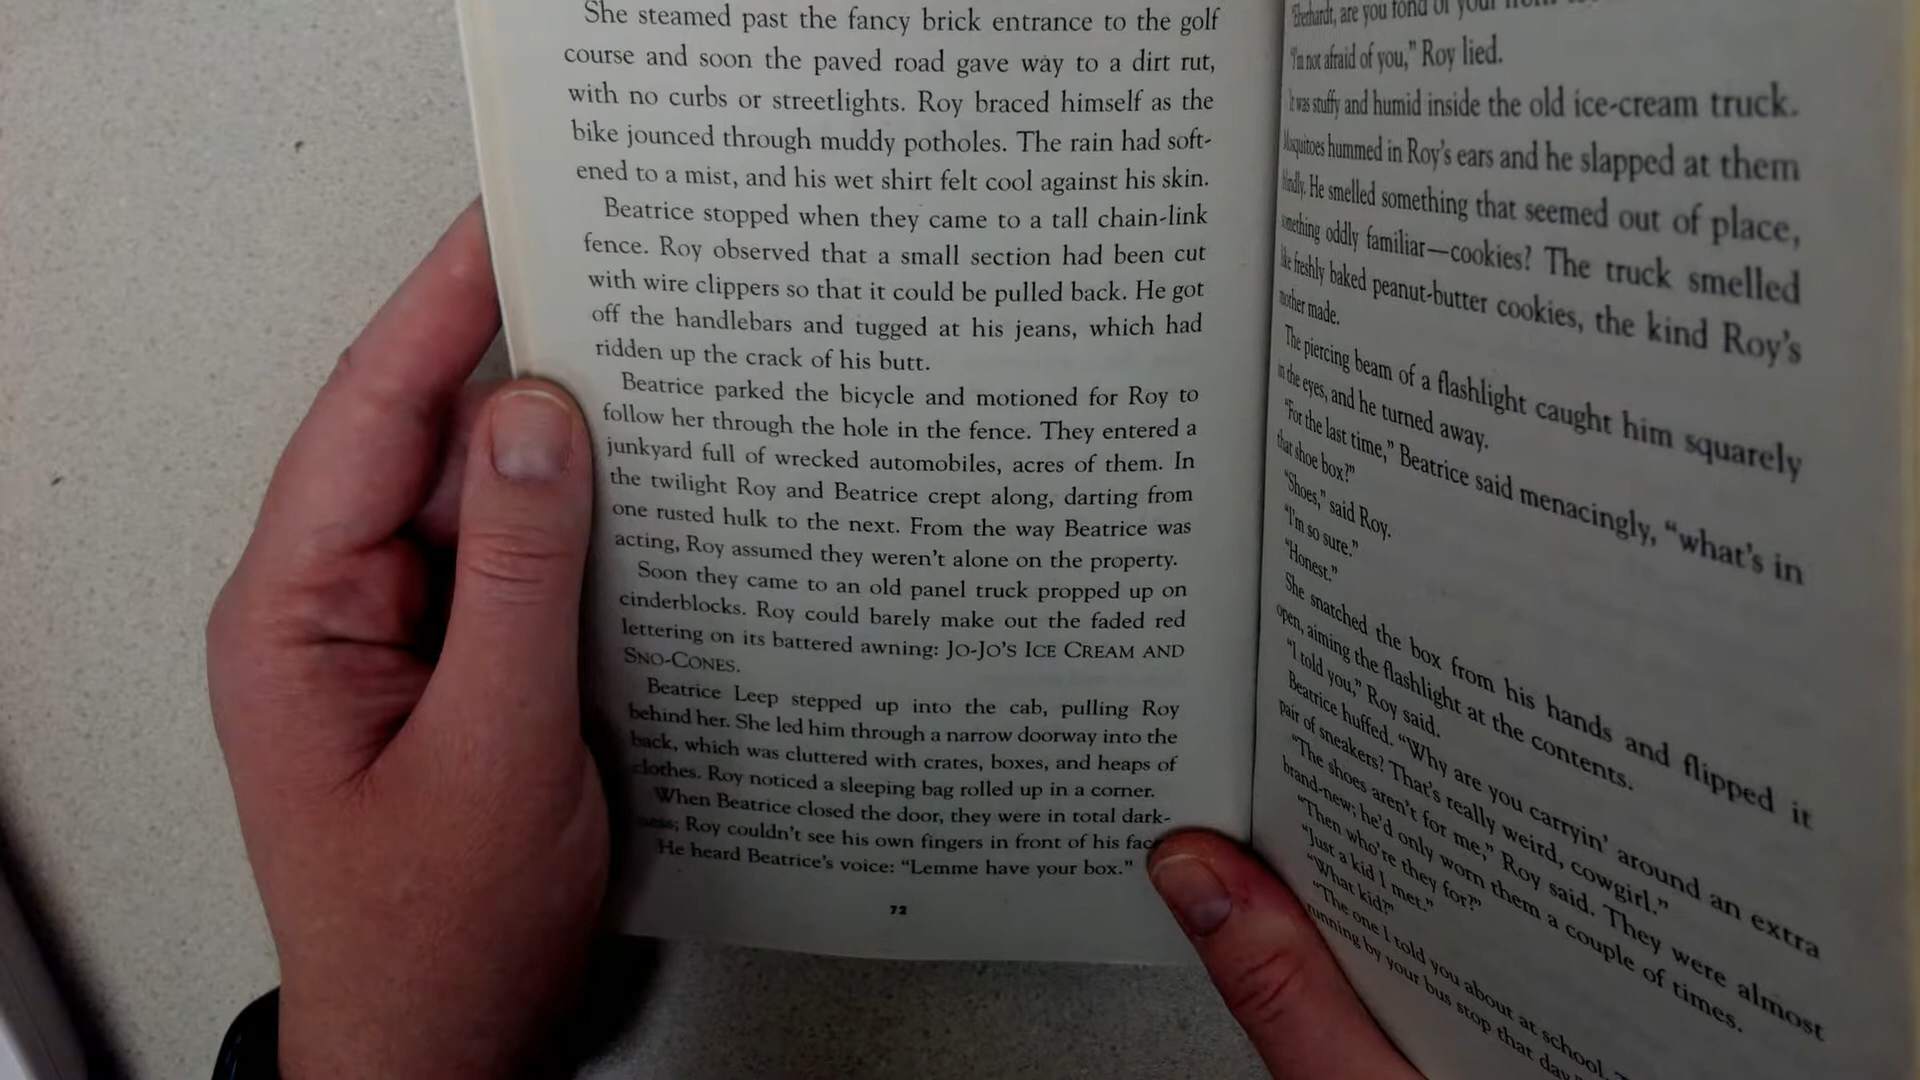 She steamed past the fancy brick entrance to the golf
course and soon the paved road gave way to a dirt rut,
with no curbs or streetlights. Roy braced himself as the
bike jounced through muddy potholes. The rain had soft-
ened to a mist, and his wet shirt felt cool against his skin.
Beatrice stopped when they came to a tall chain-link
fence. Roy observed that a small section had been cut
with wire clippers so that it could be pulled back. He got
off the handlebars and tugged at his jeans, which had
ridden up the crack of his butt.
Beatrice parked the bicycle and motioned for Roy to
follow her through the hole in the fence. They entered a
junkyard full of wrecked automobiles, acres of them. In
the twilight Roy and Beatrice crept along, darting from
one rusted hulk to the next. From the way Beatrice was
acting, Roy assumed they weren't alone on the property.
Soon they came to an old panel truck propped up on
cinderblocks. Roy could barely make out the faded red
lettering on its battered awning: JO-JO'S ICE CREAM AND
SNO-CONES.
Beatrice Leep stepped up into the cab, pulling Roy
behind her. She led him through a narrow doorway into the
back, which was cluttered with crates, boxes, and heaps of
clothes. Roy noticed a sleeping bag rolled up in a corner.
When Beatrice closed the door, they were in total dark-
ness; Roy couldn't see his own fingers in front of his fac
He heard Beatrice's voice: "Lemme have your box."
72
Eberhardt, are you fond of your
"I'm not afraid of you," Roy lied.
It was stuffy and humid inside the old ice-cream truck.
Mosquitoes hummed in Roy's ears and he slapped at them
blindly. He smelled something that seemed out of place,
something oddly familiar—cookies? The truck smelled
like freshly baked peanut-butter cookies, the kind Roy's
mother made.
The piercing beam of a flashlight caught him squarely
in the eyes, and he turned away.
"For the last time," Beatrice said menacingly, "what's in
that shoe box?"
"Shoes," said Roy.
"I'm so sure."
"Honest."
She snatched the box from his hands and flipped it
open, aiming the flashlight at the contents.
"I told you," Roy said.
Beatrice huffed. "Why are you carryin' around an extra
pair of sneakers? That's really weird, cowgirl."
"The shoes aren't for me," Roy said. They were almost
brand-new; he'd only worn them a couple of times.
"Then who're they for?"
"Just a kid I met."
"What kid?"
"The one I told you about at school.
running by your bus stop that day."